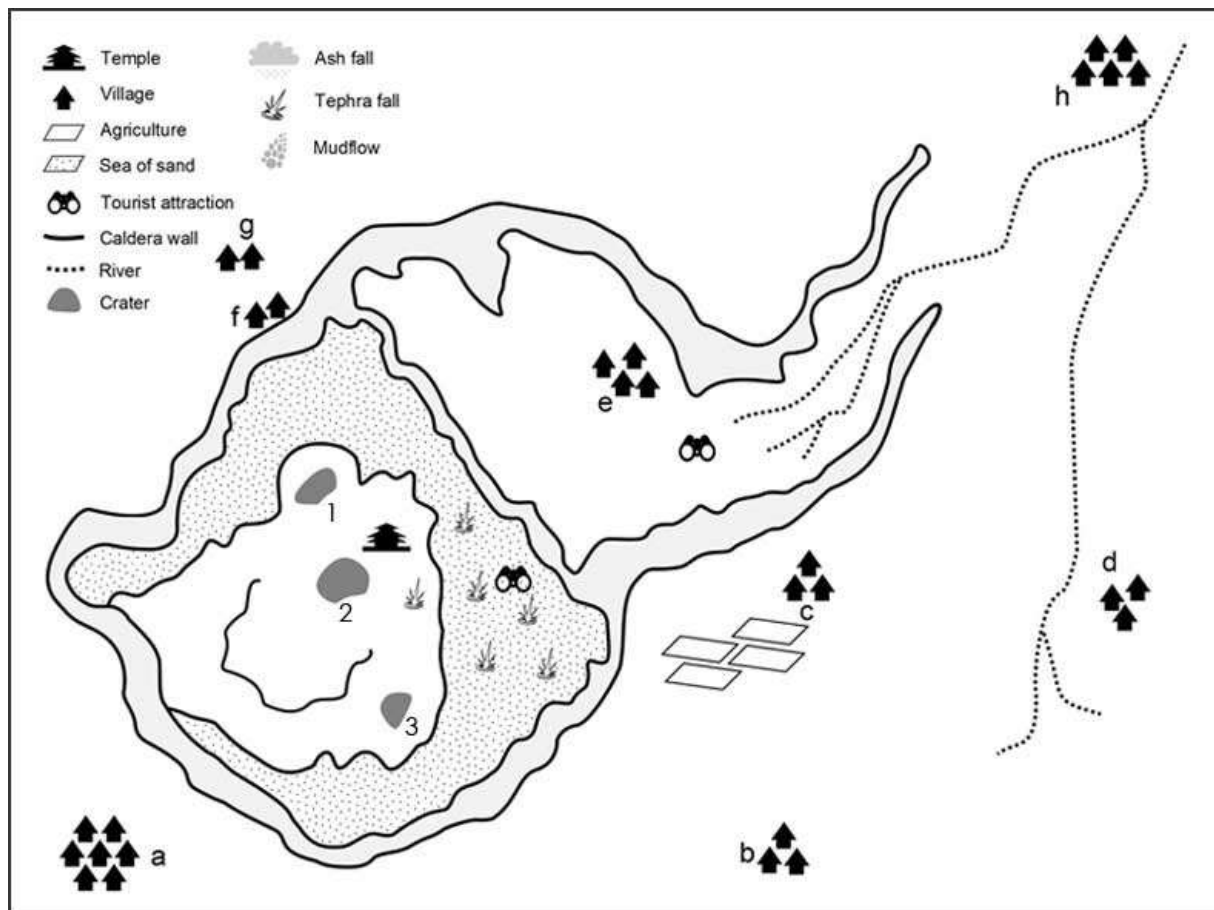 Temple
Village
Agriculture
Sea of sand
Tourist attraction
Caldera wall
River
Crater
Ash fall
Tephra fall
Mudflow
h
g
f
e
1
2
d
c
3
b
a